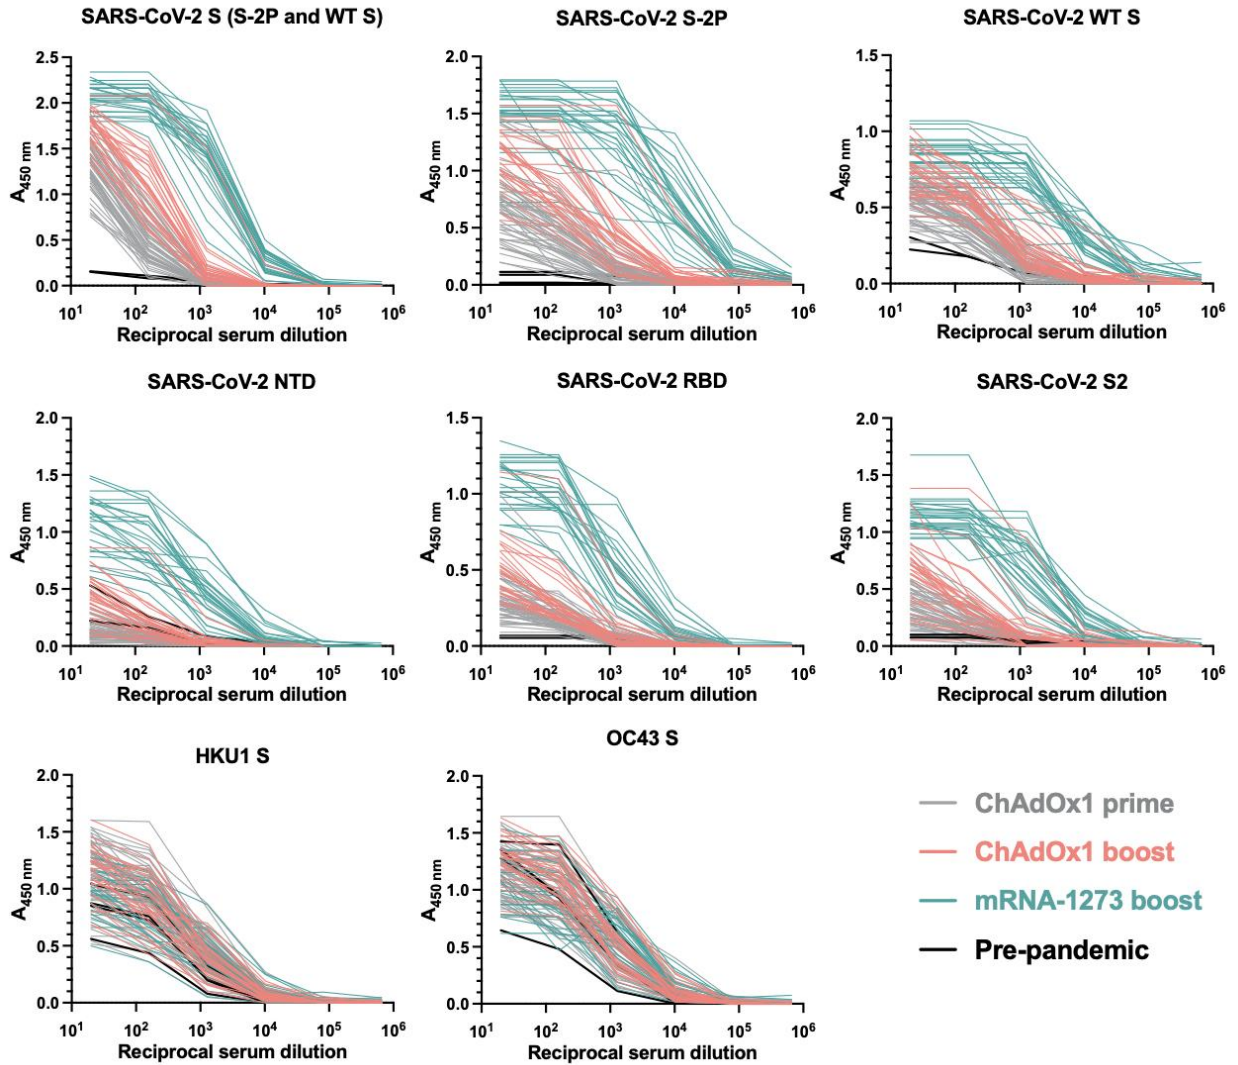 SARS-CoV-2 S (S-2P and WT S)
2.5
2.0
1.5
1.0
0.5
0.0
A450 nm
10¹ 10² 10³ 10⁴ 10⁵ 10⁶
Reciprocal serum dilution
SARS-CoV-2 S-2P
2.0
1.5
1.0
0.5
0.0
A450 nm
10¹ 10² 10³ 10⁴ 10⁵ 10⁶
Reciprocal serum dilution
SARS-CoV-2 WT S
1.5
1.0
0.5
0.0
A450 nm
10¹ 10² 10³ 10⁴ 10⁵ 10⁶
Reciprocal serum dilution
SARS-CoV-2 NTD
2.0
1.5
1.0
0.5
0.0
A450 nm
10¹ 10² 10³ 10⁴ 10⁵ 10⁶
Reciprocal serum dilution
SARS-CoV-2 RBD
1.5
1.0
0.5
0.0
A450 nm
10¹ 10² 10³ 10⁴ 10⁵ 10⁶
Reciprocal serum dilution
SARS-CoV-2 S2
2.0
1.5
1.0
0.5
0.0
A450 nm
10¹ 10² 10³ 10⁴ 10⁵ 10⁶
Reciprocal serum dilution
HKU1 S
2.0
1.5
1.0
0.5
0.0
A450 nm
10¹ 10² 10³ 10⁴ 10⁵ 10⁶
Reciprocal serum dilution
OC43 S
2.0
1.5
1.0
0.5
0.0
A450 nm
10¹ 10² 10³ 10⁴ 10⁵ 10⁶
Reciprocal serum dilution
ChAdOx1 prime
ChAdOx1 boost
mRNA-1273 boost
Pre-pandemic